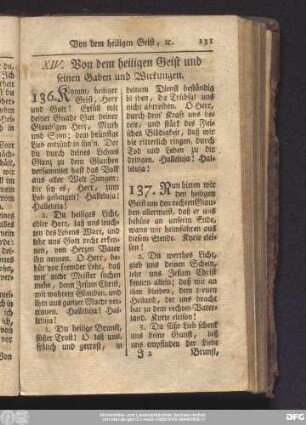 Von dem heiligen Geist, ꝛc. 131
XIV. Von dem heiligen Geist und
seinen Gaben und Wirkungen.
136. Komm, heiliger
Geist, Herr
und Gott! Erfüll mit
deiner Gnade Gut deiner
Glaub'gen Herz, Muth
und Sinn; dein brünstige
Lieb entzünd in ihn'n. O
Herr
durch deines Lichtes
Glanz zu dem Glauben
versammlet hast das Volk
aus aller Welt Zungen:
dir sey es, Herr, zum
Lob gesungen! Halleluja!
Halleluja!
2. Du heiliges Licht,
edler Hort, laß uns leuch-
ten des Lebens Wort, und
lehr uns Gott recht erken-
nen, von Herzen Vater
ihn nennen. O Herr, be-
hüt vor fremder Lehr, daß
wir nicht Meister suchen
mehr, denn Jesum Christ,
mit wahrem Glauben, und
ihm aus ganzer Macht ver-
trauen. Halleluja! Hal-
leluja!
3. Du heilige Brunst,
süßer Trost! O laß uns,
frölich und getrost, in
deinem Dienst beständig
bleiben, die Trübsal uns
nicht abtreiben. O Herr,
durch dein' Kraft uns be-
reit, und stärk des Flei-
sches Blödigkeit, daß wir
hie ritterlich ringen, durch
Tod und Leben zu dir
dringen. Halleluja! Hal-
leluja!
137. Nun bitten wir
den heiligen
Geist um den rechten Glau-
ben allermeist, daß er uns
behüte an unserm Ende,
wann wir heimfahren aus
diesem Elende. Kyrie elei-
son!
2. Du werthes Licht,
gieb uns deinen Schein,
lehr uns Jesum Christ
kennen allein; daß wir an
ihm bleiben, dem treuen
Heiland, der uns bracht
hat zu dem rechten Vater-
land. Kyrie eleison!
3. Du süße Lieb schenk
uns deine Gunst, laß
uns empfinden der Liebe
J 2 Brunst,